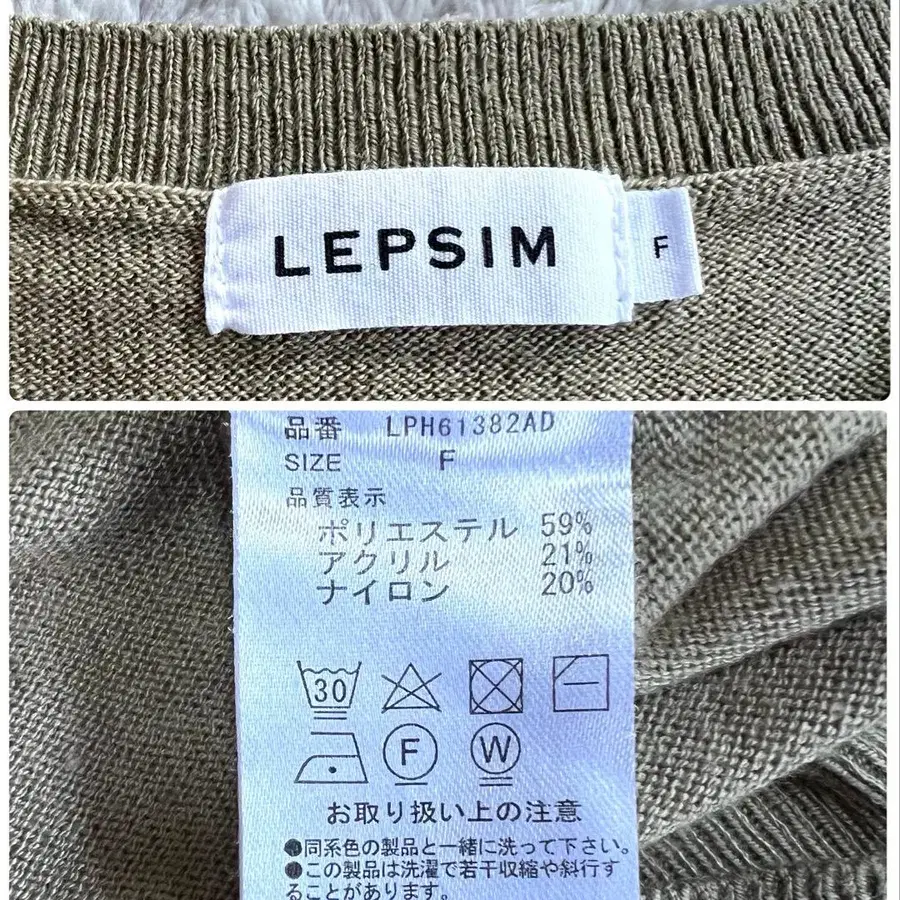 LEPSIM
F
品番 LPH61382AD
SIZE F
品質表示
ポリエステル 59%
アクリル 21%
ナイロン 20%
30
F
W
お取り扱い上の注意
●同系色の製品と一緒に洗って下さい。
●この製品は洗濯で若干収縮や斜行す
ることがあります。